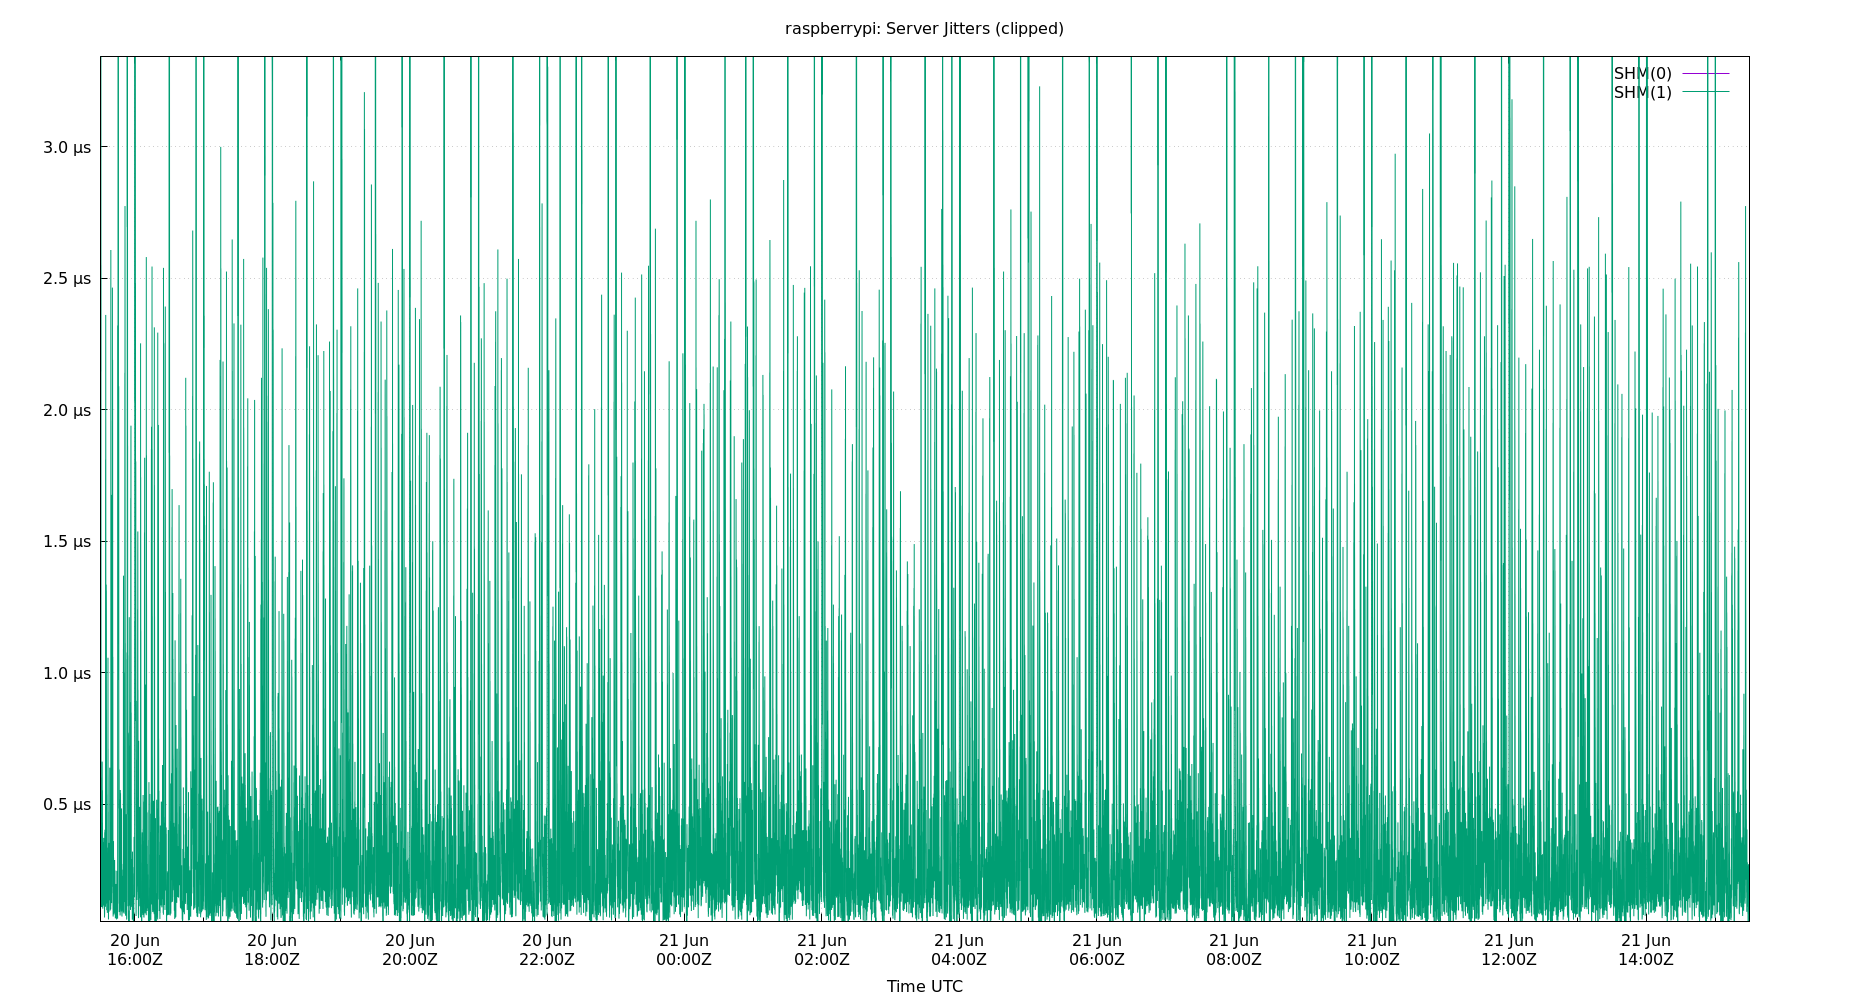 raspberrypi: Server Jitters (clipped)
SHM(0)
SHM(1)
3.0 µs
2.5 µs
2.0 µs
1.5 µs
1.0 µs
0.5 µs
20 Jun 20 Jun 20 Jun 20 Jun 21 Jun 21 Jun 21 Jun 21 Jun 21 Jun 21 Jun 21 Jun 21 Jun
16:00Z 18:00Z 20:00Z 22:00Z 00:00Z 02:00Z 04:00Z 06:00Z 08:00Z 10:00Z 12:00Z 14:00Z
Time UTC